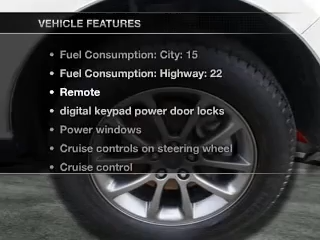 VEHICLE FEATURES
• Fuel Consumption: City: 15
• Fuel Consumption: Highway: 22
• Remote
• digital keypad power door locks
• Power windows
• Cruise controls on steering wheel
• Cruise control